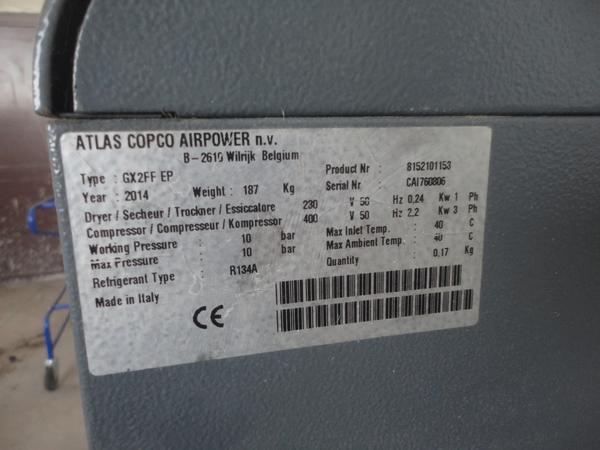 ATLAS COPCO AIRPOWER n.v.
B-2610 Wilrijk Belgium
Type : GX2FF EP Product Nr : 8152101153
Year : 2014 Weight : 187 Kg Serial Nr CAI760806
Dryer / Secheur / Trockner / Essiccatore 230 V 50 Hz 0,24 Kw 1 Ph
Compressor / Compresseur / Kompressor 400 V 50 Hz 2.2 Kw 3 Ph
Working Pressure : 10 bar Max Inlet Temp. : 40 C
Max Pressure : 10 bar Max Ambient Temp. : 40 C
Refrigerant Type : R134A Quantity : 0,17 Kg
Made in Italy
CE